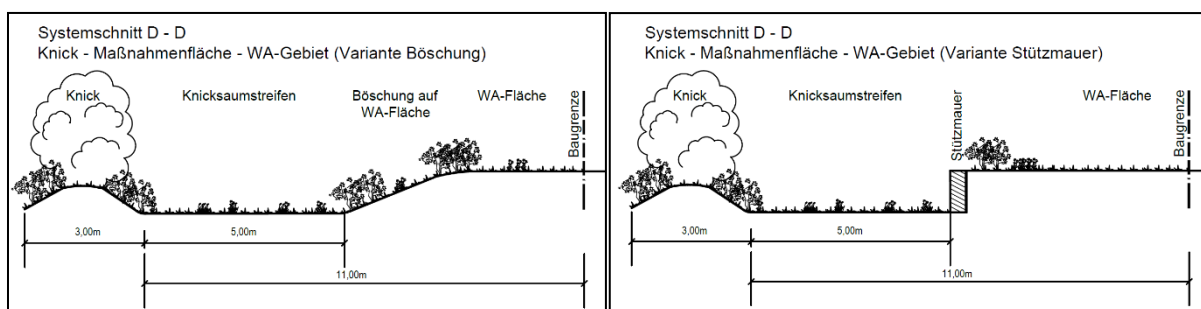 Systemschnitt D - D
Knick - Maßnahmenfläche - WA-Gebiet (Variante Böschung)
Knick
Knicksaumstreifen
Böschung auf
WA-Fläche
WA-Fläche
Baugrenze
3,00m
5,00m
11,00m
Systemschnitt D - D
Knick - Maßnahmenfläche - WA-Gebiet (Variante Stützmauer)
Knick
Knicksaumstreifen
Stützmauer
WA-Fläche
Baugrenze
3,00m
5,00m
11,00m